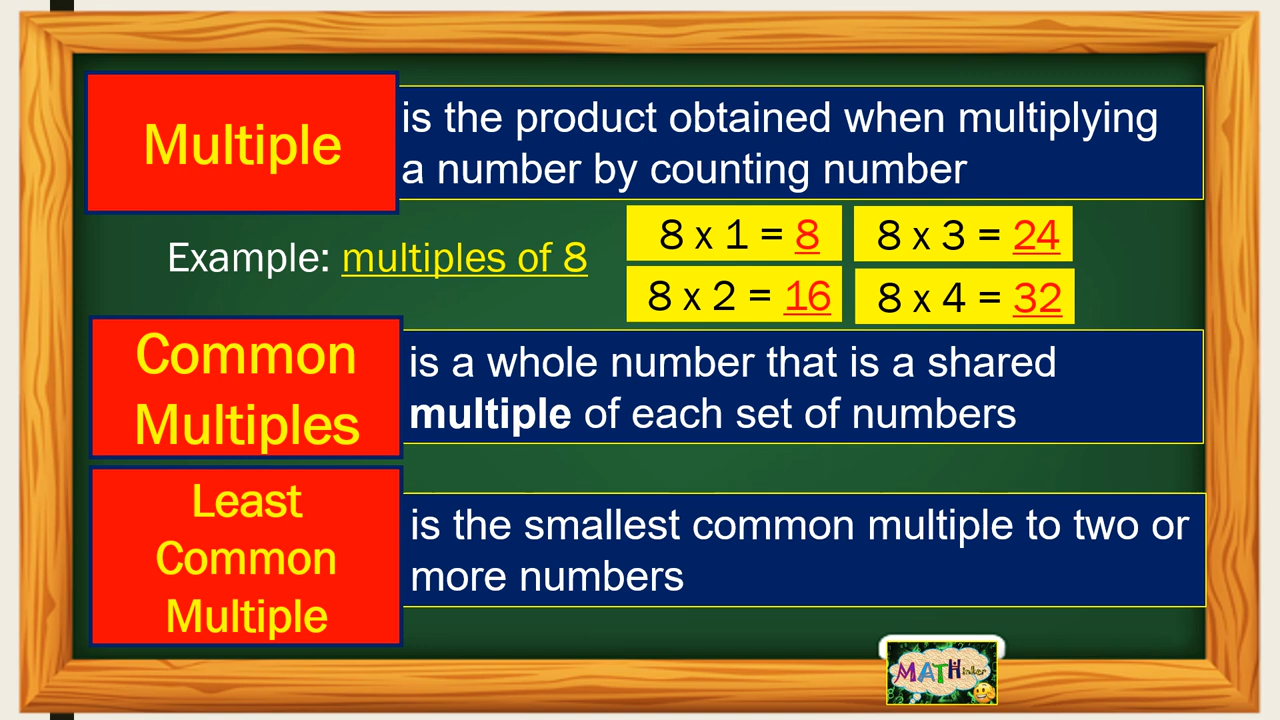 Multiple
is the product obtained when multiplying
a number by counting number
Example: multiples of 8
8 x 1 = 8
8 x 3 = 24
8 x 2 = 16
8 x 4 = 32
Common
Multiples
is a whole number that is a shared
multiple of each set of numbers
Least
Common
Multiple
is the smallest common multiple to two or
more numbers
MATHinker